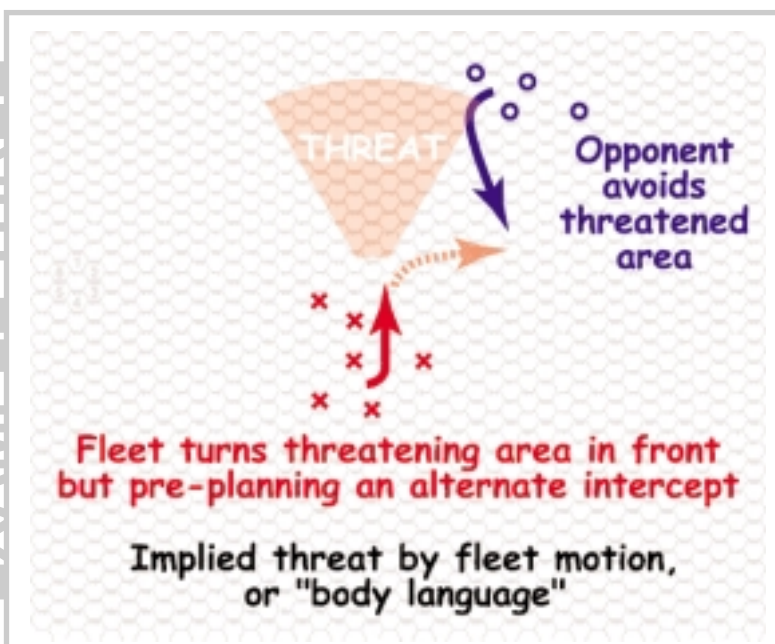 THREAT
Opponent
avoids
threatened
area
Fleet turns threatening area in front
but pre-planning an alternate intercept
Implied threat by fleet motion,
or "body language"